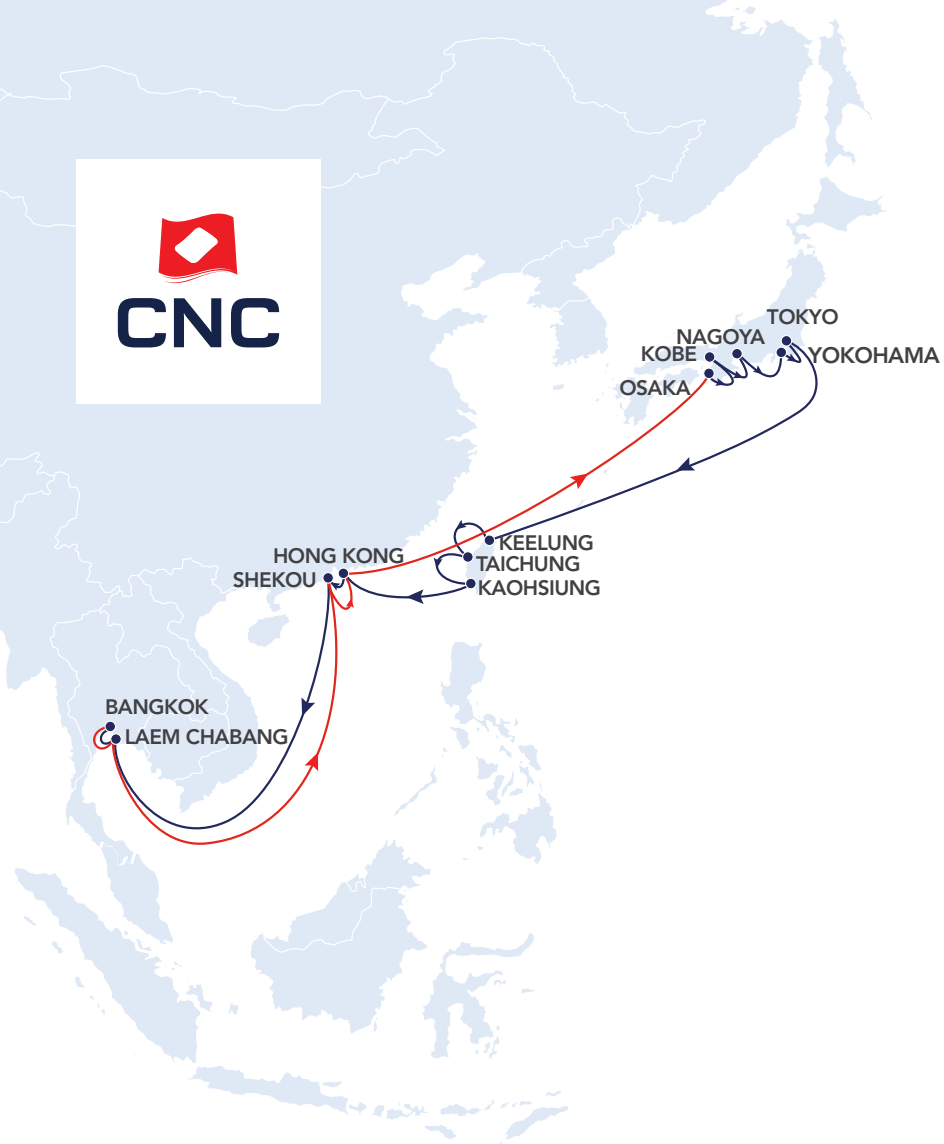 CNC
TOKYO
NAGOYA
KOBE
YOKOHAMA
OSAKA
KEELUNG
HONG KONG
TAICHUNG
SHEKOU
KAOHSIUNG
BANGKOK
LAEM CHABANG